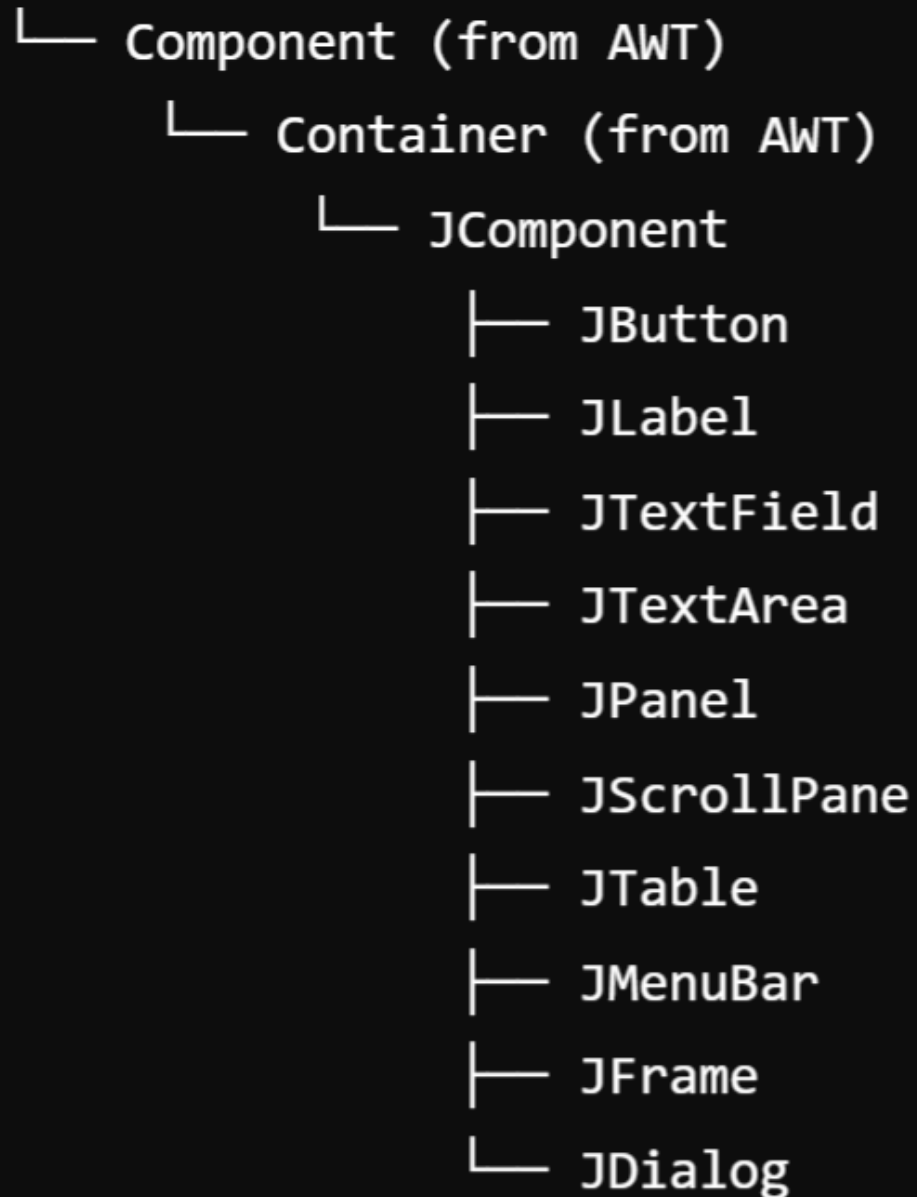 └── Component (from AWT)
└── Container (from AWT)
└── JComponent
├── JButton
├── JLabel
├── JTextField
├── JTextArea
├── JPanel
├── JScrollPane
├── JTable
├── JMenuBar
├── JFrame
└── JDialog